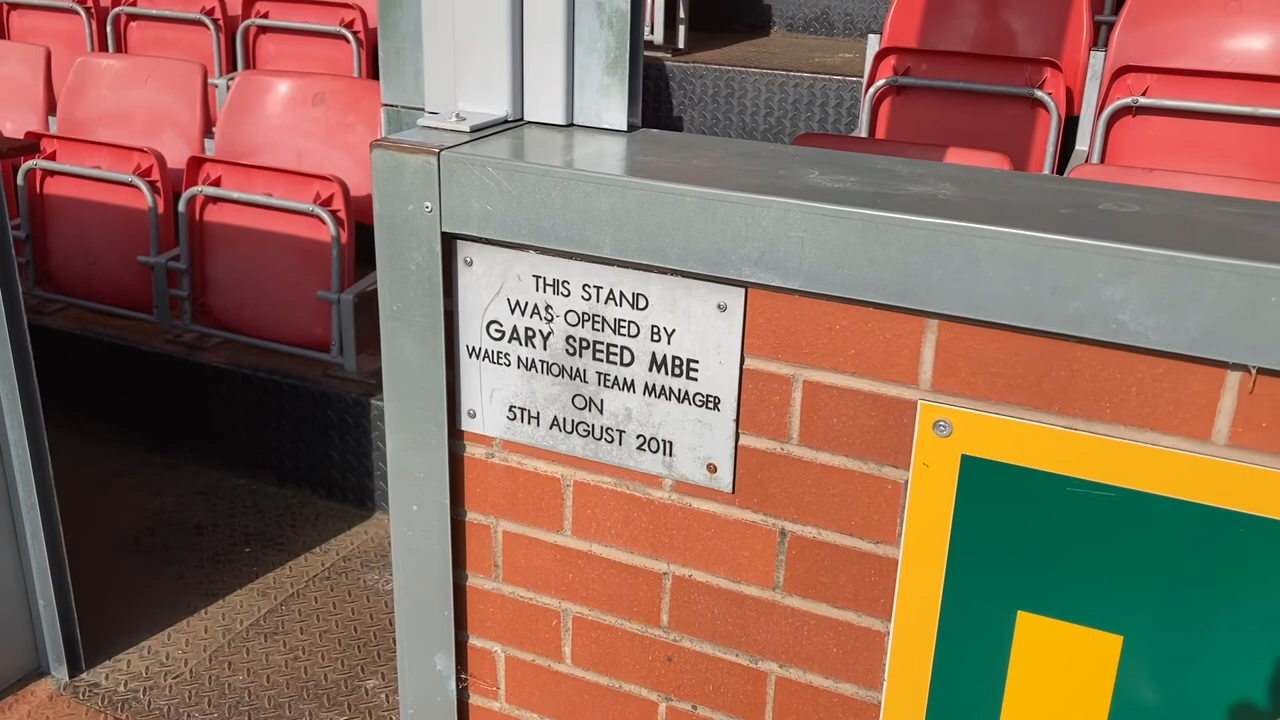 THIS STAND
WAS OPENED BY
GARY SPEED MBE
WALES NATIONAL TEAM MANAGER
ON
5TH AUGUST 2011